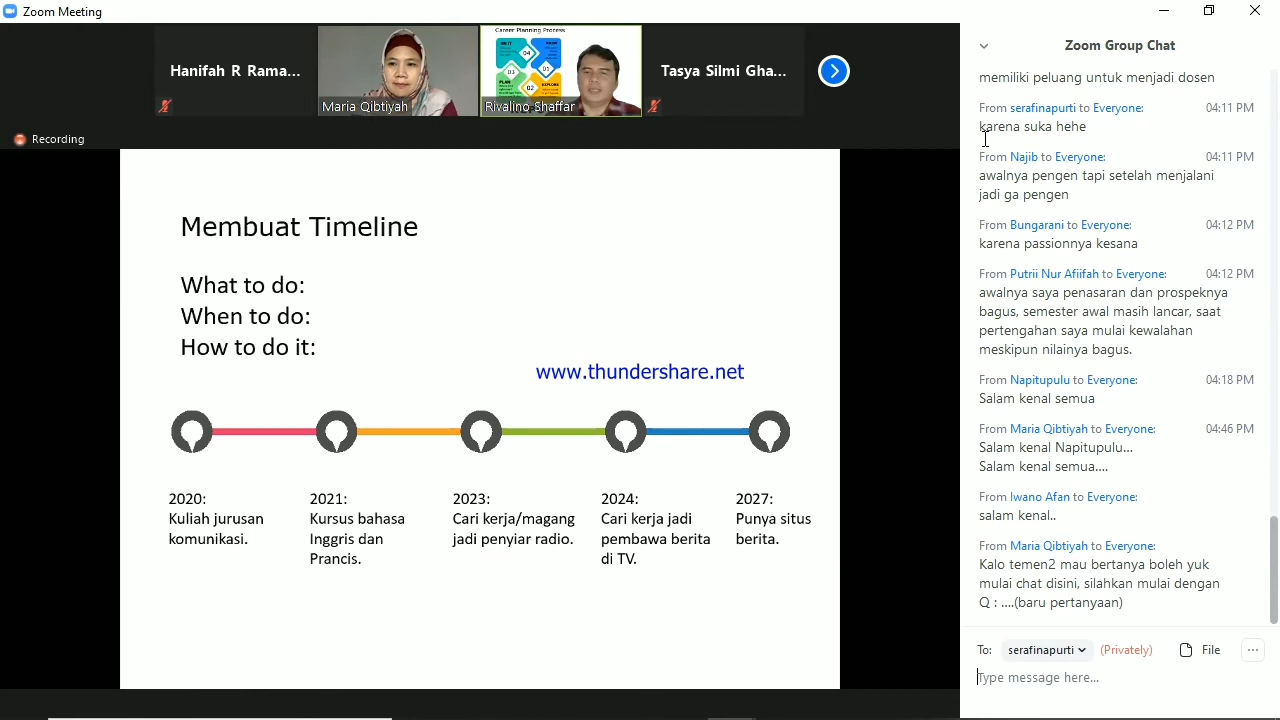 Zoom Meeting
Hanifah R Rama...
Maria Qibtiyah
Career Planning Process
04
03
01
02
Rivalino Shaffar
Tasya Silmi Gha...
Recording
Membuat Timeline
What to do:
When to do:
How to do it:
www.thundershare.net
2020:
Kuliah jurusan
komunikasi.
2021:
Kursus bahasa
Inggris dan
Prancis.
2023:
Cari kerja/magang
jadi penyiar radio.
2024:
Cari kerja jadi
pembawa berita
di TV.
2027:
Punya situs
berita.
Zoom Group Chat
memiliki peluang untuk menjadi dosen
From serafinapurti to Everyone: 04:11 PM
karena suka hehe
From Najib to Everyone: 04:11 PM
awalnya pengen tapi setelah menjalani
jadi ga pengen
From Bungarani to Everyone: 04:12 PM
karena passionnya kesana
From Putrii Nur Afiifah to Everyone: 04:12 PM
awalnya saya penasaran dan prospeknya
bagus, semester awal masih lancar, saat
pertengahan saya mulai kewalahan
meskipun nilainya bagus.
From Napitupulu to Everyone: 04:18 PM
Salam kenal semua
From Maria Qibtiyah to Everyone: 04:46 PM
Salam kenal Napitupulu...
Salam kenal semua....
From Iwano Afan to Everyone:
salam kenal..
From Maria Qibtiyah to Everyone:
Kalo temen2 mau bertanya boleh yuk
mulai chat disini, silahkan mulai dengan
Q : ....(baru pertanyaan)
To: serafinapurti (Privately) File
Type message here...